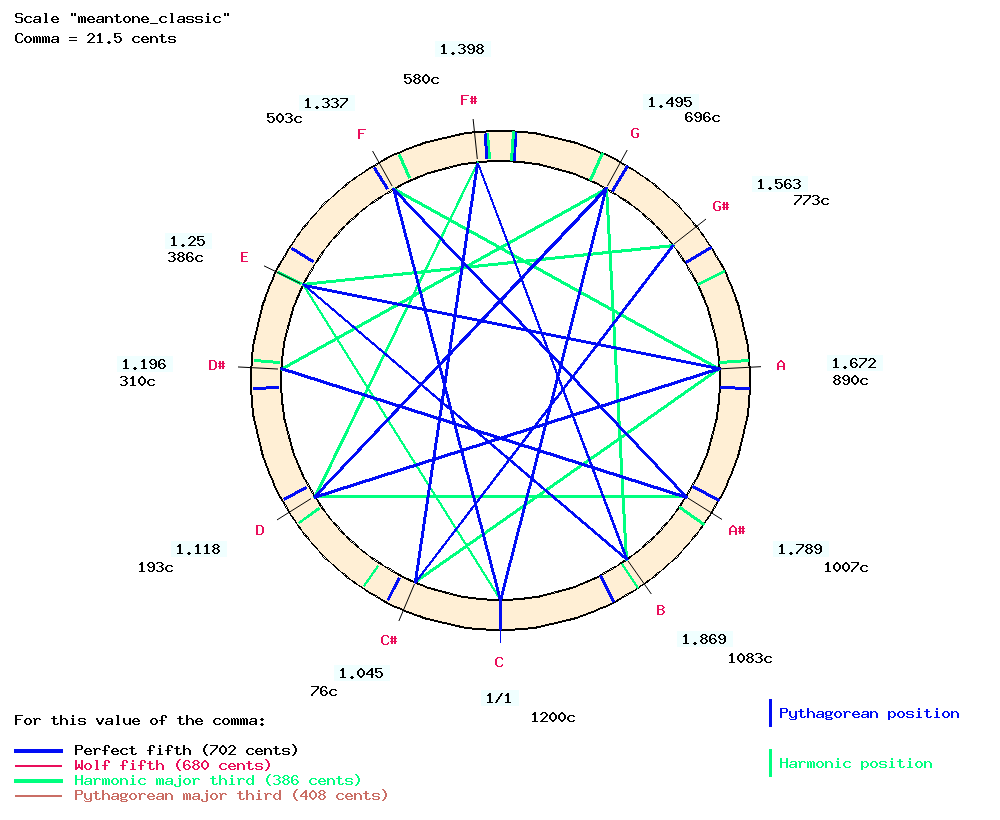 Scale "meantone_classic"
Comma = 21.5 cents
1.398
580c
F#
1.337
503c
F
1.495
696c
G
1.563
773c
G#
1.25
386c
E
1.196
310c
D#
A
1.672
890c
D
1.118
193c
A#
1.789
1007c
C#
1.045
76c
B
1.869
1083c
C
1/1
1200c
For this value of the comma:
Perfect fifth (702 cents)
Wolf fifth (680 cents)
Harmonic major third (386 cents)
Pythagorean major third (408 cents)
Pythagorean position
Harmonic position